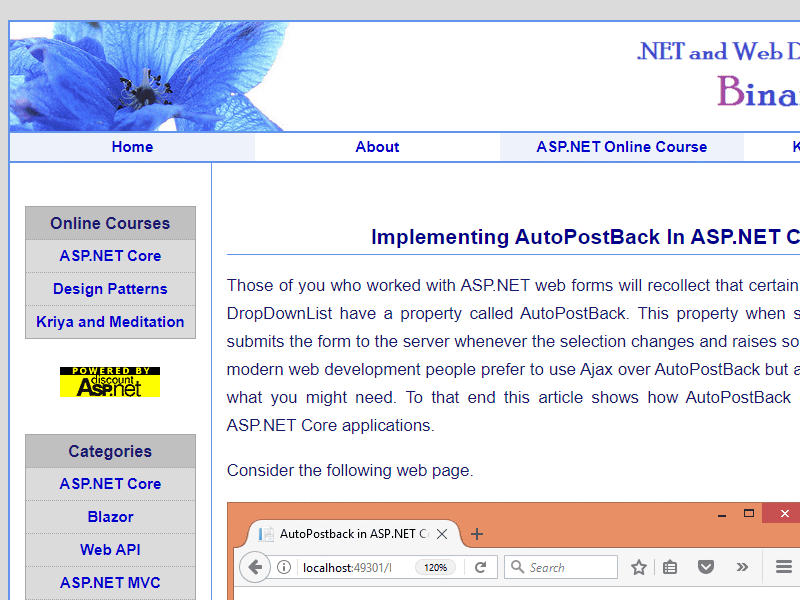 .NET and Web D
Bina
Home
About
ASP.NET Online Course
K
Online Courses
ASP.NET Core
Design Patterns
Kriya and Meditation
POWERED BY
discount
Asp.net
Categories
ASP.NET Core
Blazor
Web API
ASP.NET MVC
Implementing AutoPostBack In ASP.NET C
Those of you who worked with ASP.NET web forms will recollect that certain
DropDownList have a property called AutoPostBack. This property when s
submits the form to the server whenever the selection changes and raises so
modern web development people prefer to use Ajax over AutoPostBack but a
what you might need. To that end this article shows how AutoPostBack
ASP.NET Core applications.
Consider the following web page.
AutoPostback in ASP.NET C
localhost:49301/I
120%
Search